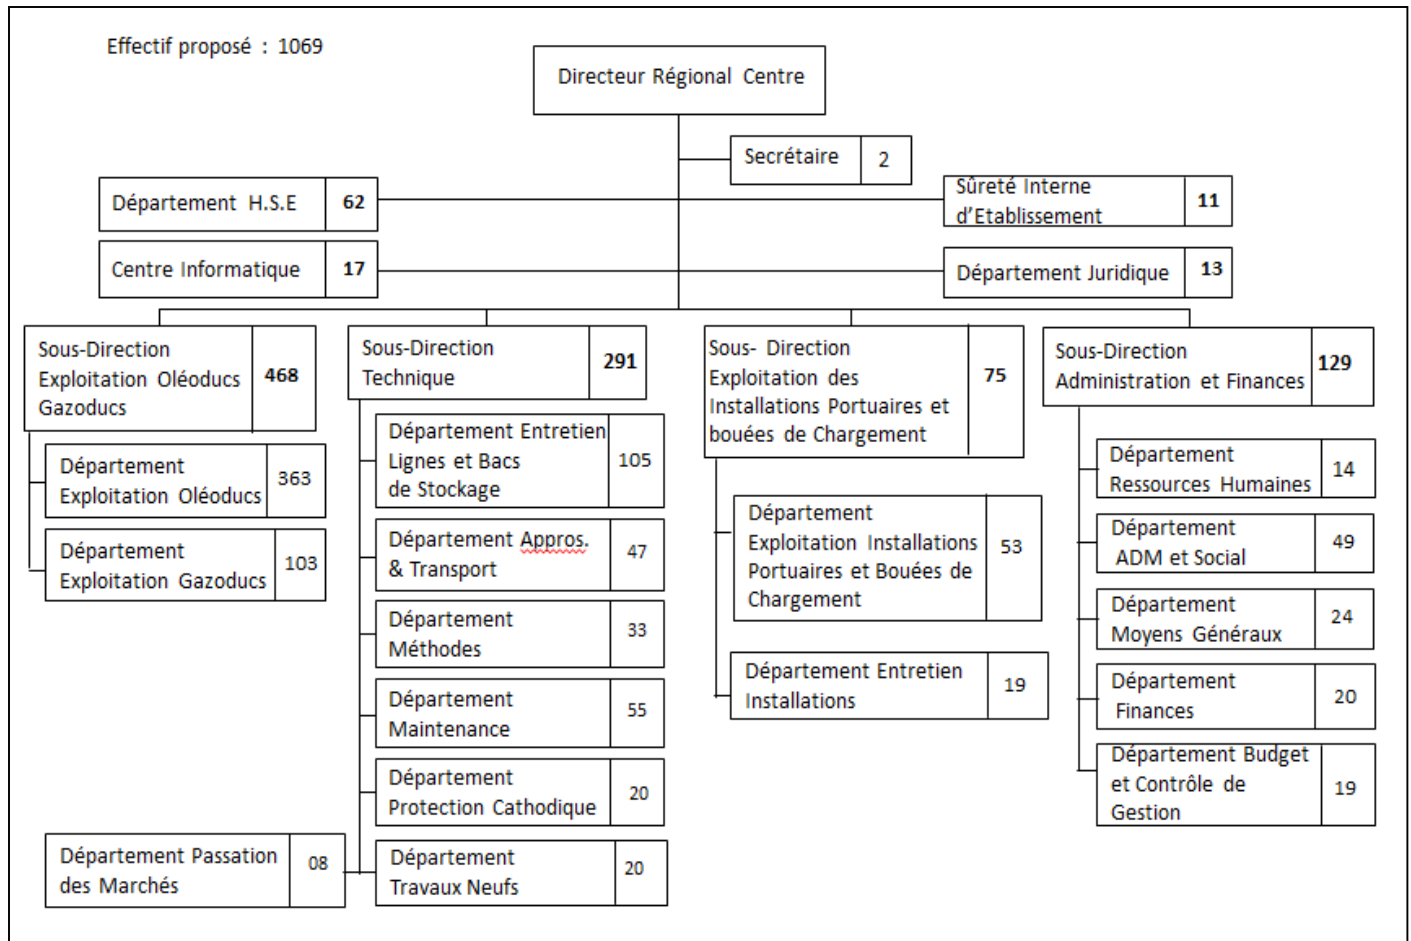 Effectif proposé : 1069
Directeur Régional Centre
Secrétaire 2
Département H.S.E 62
Sûreté Interne
d'Etablissement 11
Centre Informatique 17
Département Juridique 13
Sous-Direction
Exploitation Oléoducs 468
Gazoducs
Département
Exploitation Oléoducs 363
Département
Exploitation Gazoducs 103
Sous-Direction
Technique 291
Département Entretien
Lignes et Bacs 105
de Stockage
Département Appros.
& Transport 47
Département
Méthodes 33
Département
Maintenance 55
Département
Protection Cathodique 20
Département Passation
des Marchés 08
Département
Travaux Neufs 20
Sous- Direction
Exploitation des 75
Installations Portuaires et
bouées de Chargement
Département
Exploitation Installations 53
Portuaires et Bouées de
Chargement
Département Entretien
Installations 19
Sous-Direction
Administration et Finances 129
Département
Ressources Humaines 14
Département
ADM et Social 49
Département
Moyens Généraux 24
Département
Finances 20
Département Budget
et Contrôle de 19
Gestion